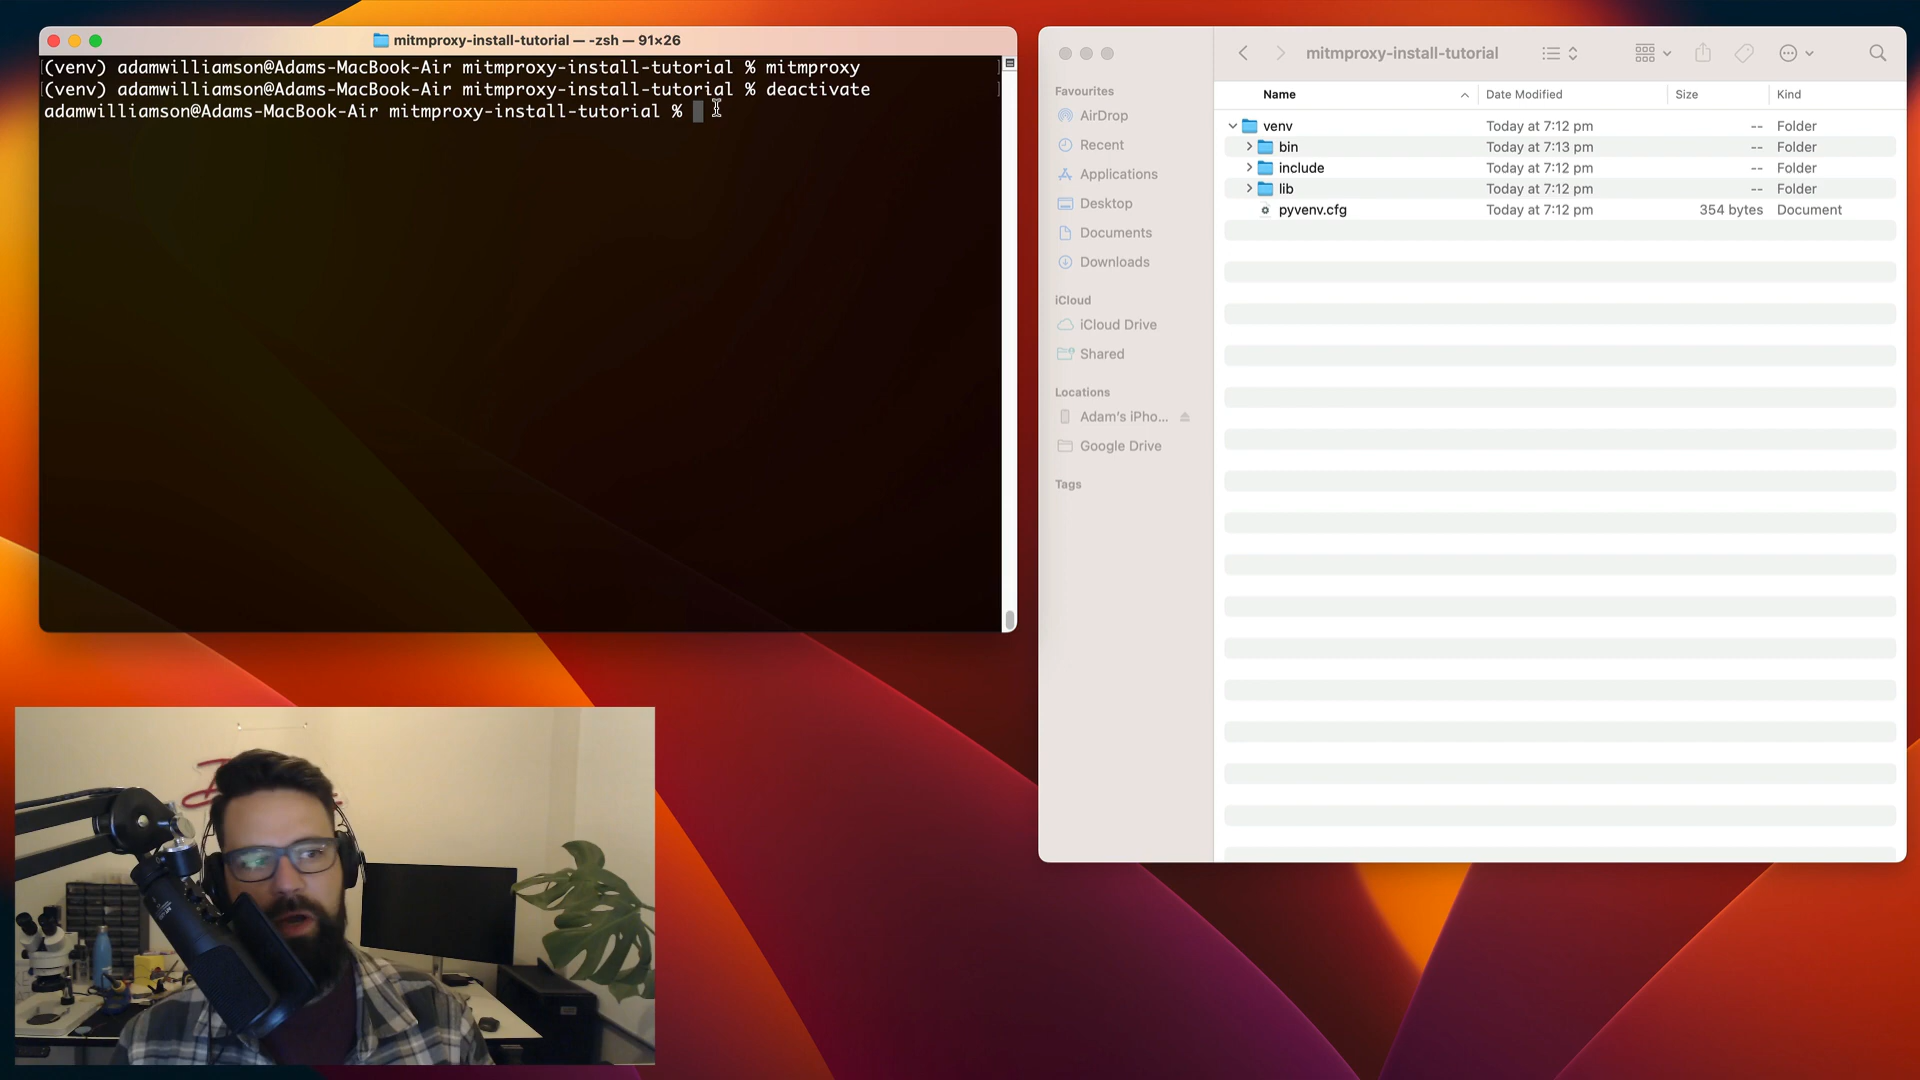 mitmproxy-install-tutorial — -zsh — 91×26
(venv) adamwilliamson@Adams-MacBook-Air mitmproxy-install-tutorial % mitmproxy
(venv) adamwilliamson@Adams-MacBook-Air mitmproxy-install-tutorial % deactivate
adamwilliamson@Adams-MacBook-Air mitmproxy-install-tutorial %
mitmproxy-install-tutorial
Favourites
AirDrop
Recent
Applications
Desktop
Documents
Downloads
iCloud
iCloud Drive
Shared
Locations
Adam's iPho...
Google Drive
Tags
Name Date Modified Size Kind
venv Today at 7:12 pm -- Folder
bin Today at 7:13 pm -- Folder
include Today at 7:12 pm -- Folder
lib Today at 7:12 pm -- Folder
pyvenv.cfg Today at 7:12 pm 354 bytes Document